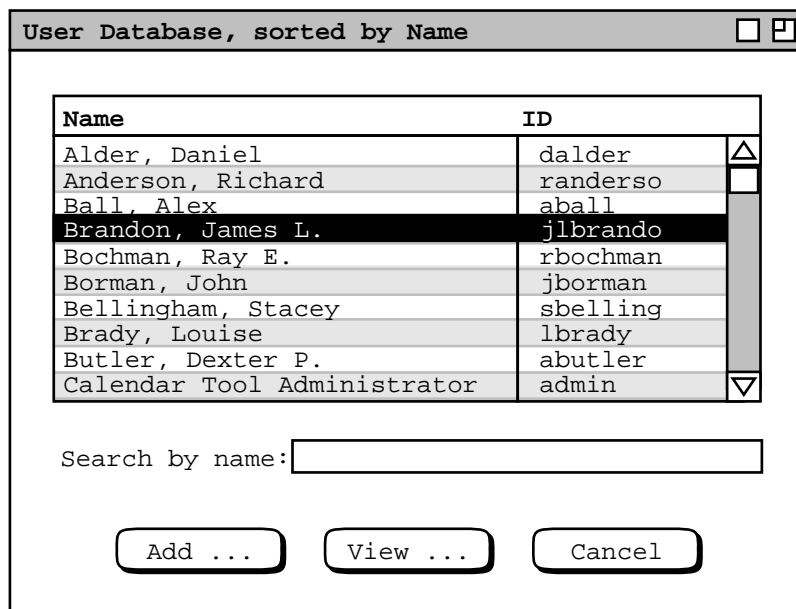 User Database, sorted by Name
Name ID
Alder, Daniel dalder
Anderson, Richard randerso
Ball, Alex aball
Brandon, James L. jlbrando
Bochman, Ray E. rbochman
Borman, John jborman
Bellingham, Stacey sbelling
Brady, Louise lbrady
Butler, Dexter P. abutler
Calendar Tool Administrator admin
Search by name:
Add ... View ... Cancel